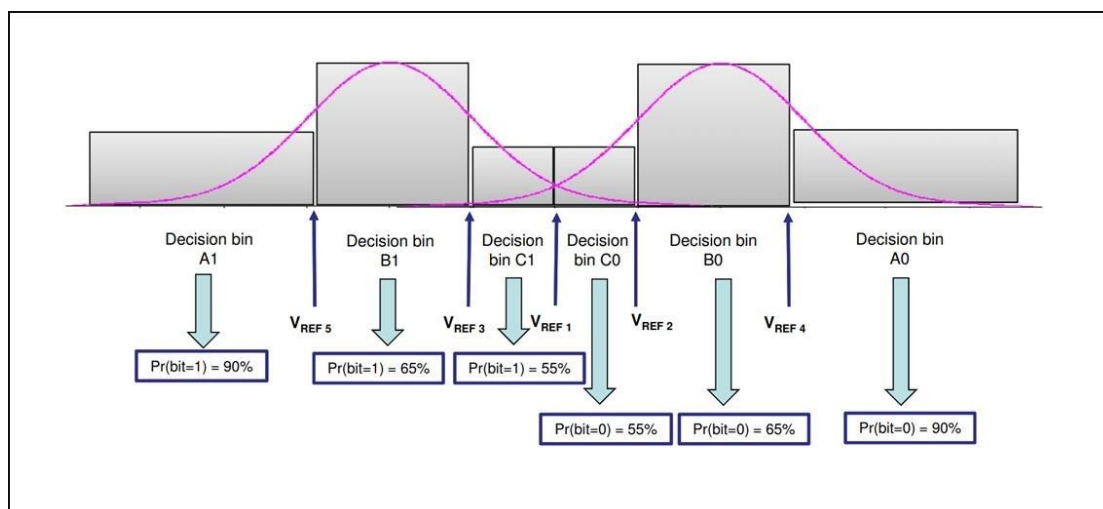 Decision bin
A1
Decision bin
B1
Decision
bin C1
Decision
bin C0
Decision bin
B0
Decision bin
A0
VREF 5
VREF 3
VREF 1
VREF 2
VREF 4
Pr(bit=1) = 90%
Pr(bit=1) = 65%
Pr(bit=1) = 55%
Pr(bit=0) = 55%
Pr(bit=0) = 65%
Pr(bit=0) = 90%